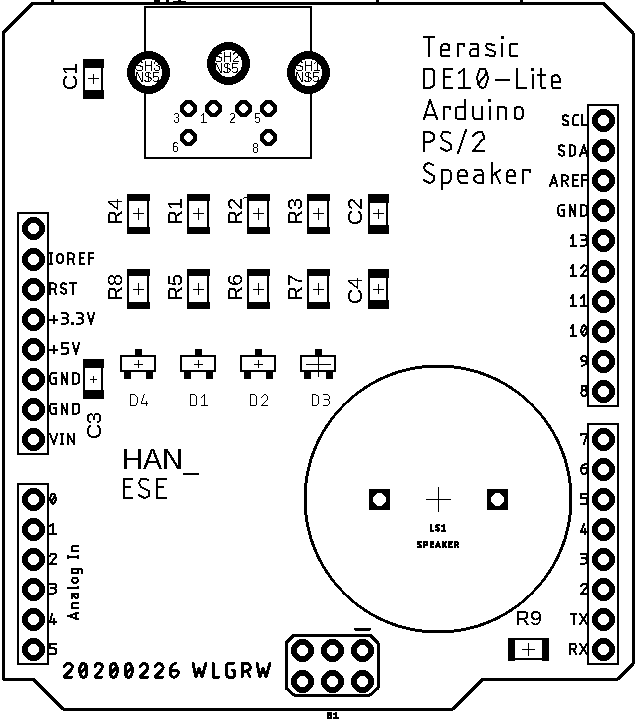 C1
SH3
N$5
SH2
N$5
SH1
N$5
3
1
2
5
6
8
Terasic
DE10-Lite
Arduino
PS/2
Speaker
SCL
SDA
AREF
GND
13
12
11
10
9
8
R4
R1
R2
R3
C2
R8
R5
R6
R7
C4
IOREF
RST
+3.3V
+5V
GND
GND
VIN
C3
D4
D1
D2
D3
HAN_
ESE
LS1
SPEAKER
7
6
5
4
3
2
TX
RX
0
1
2
3
4
5
Analog In
R9
20200226 WLGRW
B1